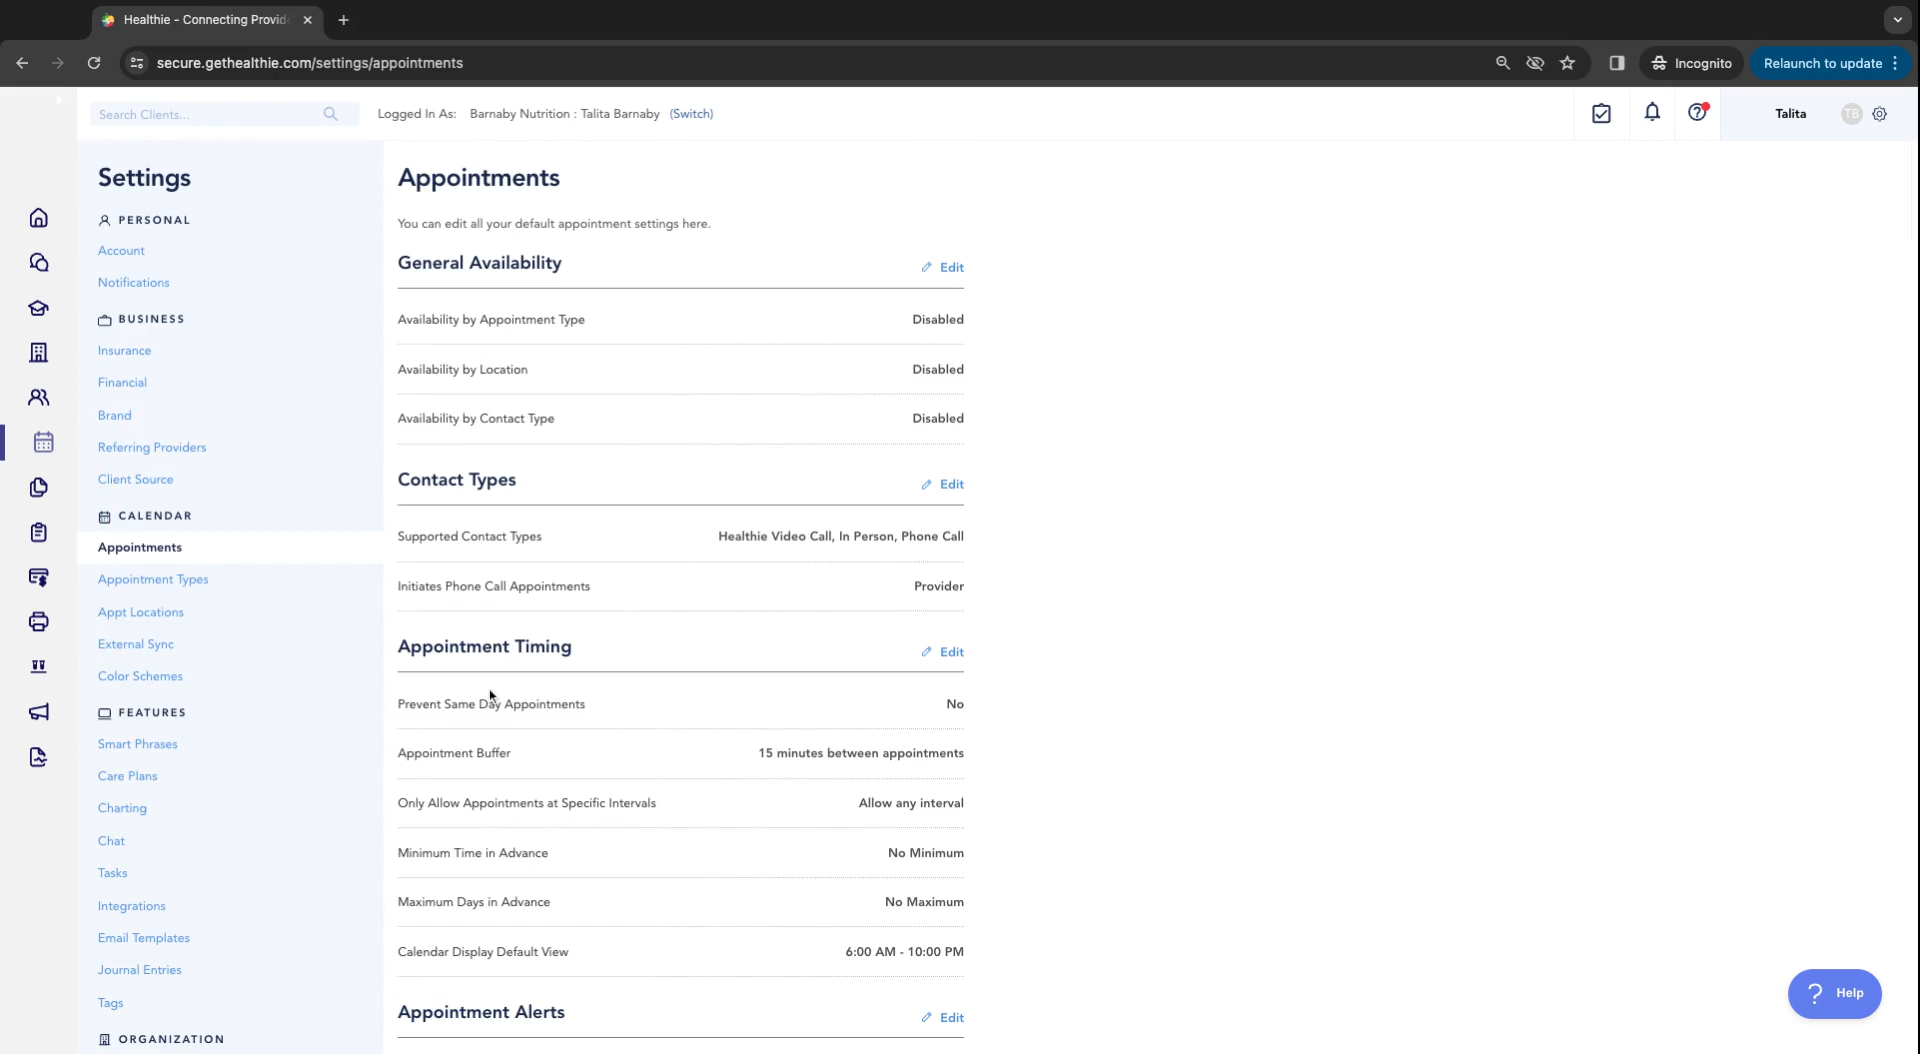 Healthie - Connecting Provid
secure.gethealthie.com/settings/appointments
Incognito
Relaunch to update
Search Clients...
Logged In As: Barnaby Nutrition : Talita Barnaby (Switch)
Talita
TB
Settings
PERSONAL
Account
Notifications
BUSINESS
Insurance
Financial
Brand
Referring Providers
Client Source
CALENDAR
Appointments
Appointment Types
Appt Locations
External Sync
Color Schemes
FEATURES
Smart Phrases
Care Plans
Charting
Chat
Tasks
Integrations
Email Templates
Journal Entries
Tags
ORGANIZATION
Appointments
You can edit all your default appointment settings here.
General Availability Edit
Availability by Appointment Type Disabled
Availability by Location Disabled
Availability by Contact Type Disabled
Contact Types Edit
Supported Contact Types Healthie Video Call, In Person, Phone Call
Initiates Phone Call Appointments Provider
Appointment Timing Edit
Prevent Same Day Appointments No
Appointment Buffer 15 minutes between appointments
Only Allow Appointments at Specific Intervals Allow any interval
Minimum Time in Advance No Minimum
Maximum Days in Advance No Maximum
Calendar Display Default View 6:00 AM - 10:00 PM
Appointment Alerts Edit
? Help